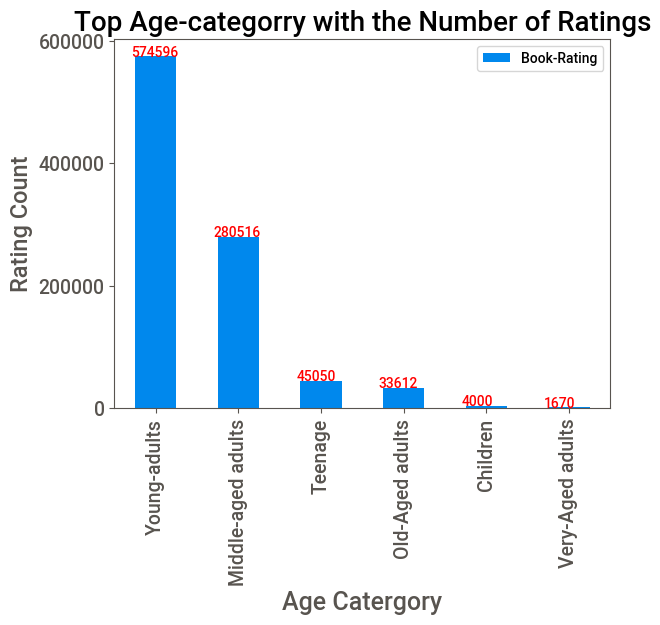 Top Age-categorry with the Number of Ratings
Book-Rating
Rating Count
600000
400000
200000
0
574596
280516
45050
33612
4000
1670
Young-adults
Middle-aged adults
Teenage
Old-Aged adults
Children
Very-Aged adults
Age Catergory